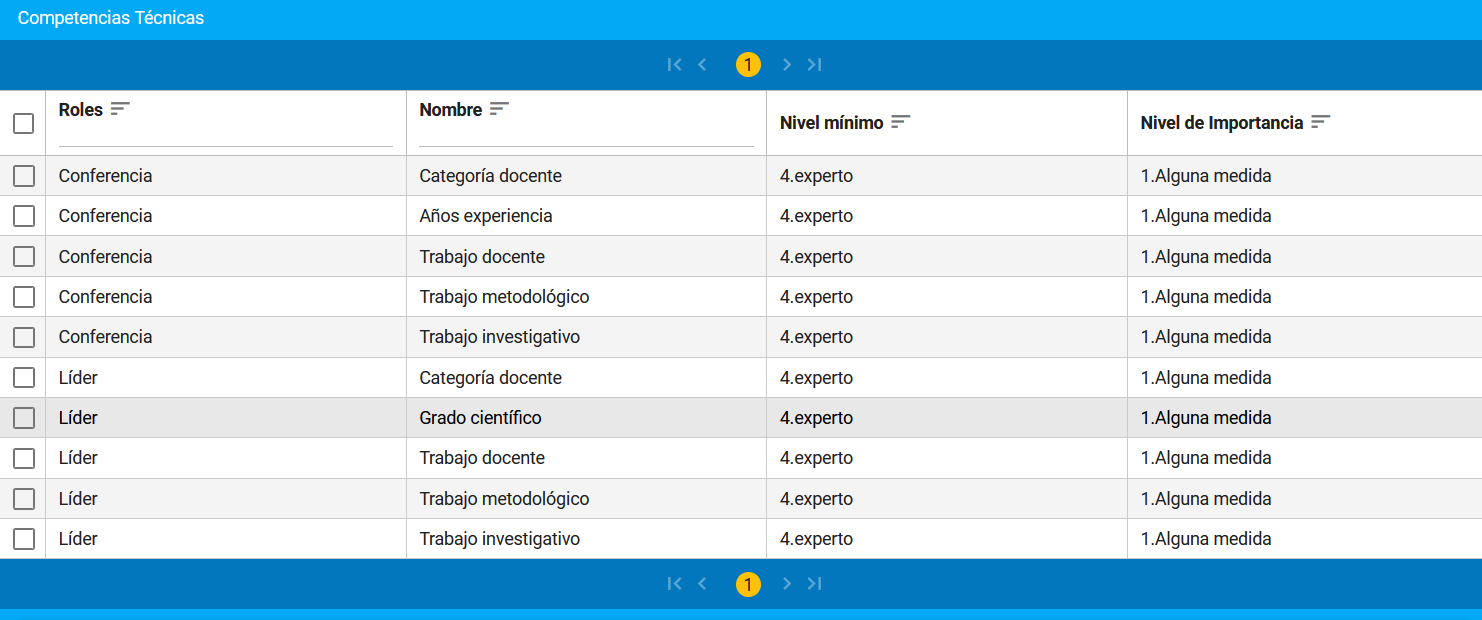 Competencias Técnicas
1
Roles Nombre Nivel mínimo Nivel de Importancia
Conferencia Categoría docente 4.experto 1.Alguna medida
Conferencia Años experiencia 4.experto 1.Alguna medida
Conferencia Trabajo docente 4.experto 1.Alguna medida
Conferencia Trabajo metodológico 4.experto 1.Alguna medida
Conferencia Trabajo investigativo 4.experto 1.Alguna medida
Líder Categoría docente 4.experto 1.Alguna medida
Líder Grado científico 4.experto 1.Alguna medida
Líder Trabajo docente 4.experto 1.Alguna medida
Líder Trabajo metodológico 4.experto 1.Alguna medida
Líder Trabajo investigativo 4.experto 1.Alguna medida
1